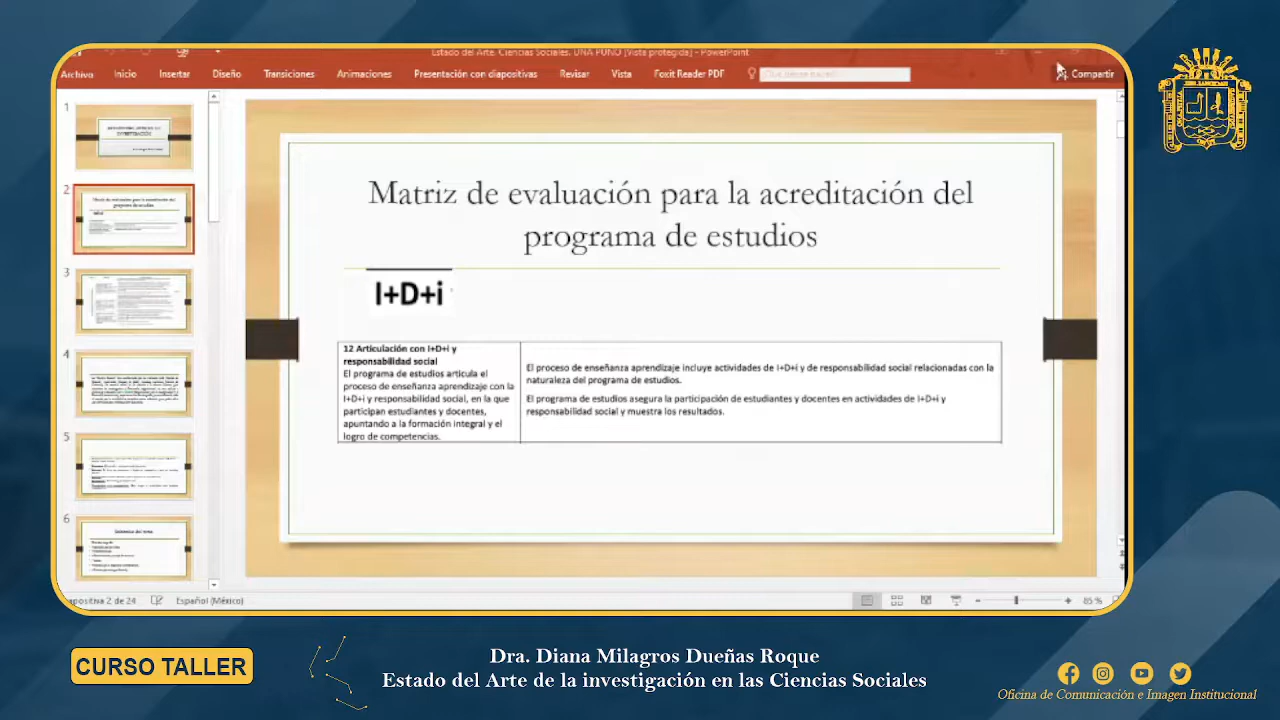 Estado del Arte. Ciencias Sociales. UNA PUNO [Vista protegida] - PowerPoint
Archivo Inicio Insertar Diseño Transiciones Animaciones Presentación con diapositivas Revisar Vista Foxit Reader PDF Compartir
1
2
3
4
5
6
Matriz de evaluación para la acreditación del
programa de estudios
I+D+i
12 Articulación con I+D+i y
responsabilidad social
El programa de estudios articula el
proceso de enseñanza aprendizaje con la
I+D+i y responsabilidad social, en la que
participan estudiantes y docentes,
apuntando a la formación integral y el
logro de competencias.
El proceso de enseñanza aprendizaje incluye actividades de I+D+i y de responsabilidad social relacionadas con la
naturaleza del programa de estudios.
El programa de estudios asegura la participación de estudiantes y docentes en actividades de I+D+i y
responsabilidad social y muestra los resultados.
2 de 24 Español (México) 85 %
CURSO TALLER
Dra. Diana Milagros Dueñas Roque
Estado del Arte de la investigación en las Ciencias Sociales
Oficina de Comunicación e Imagen Institucional